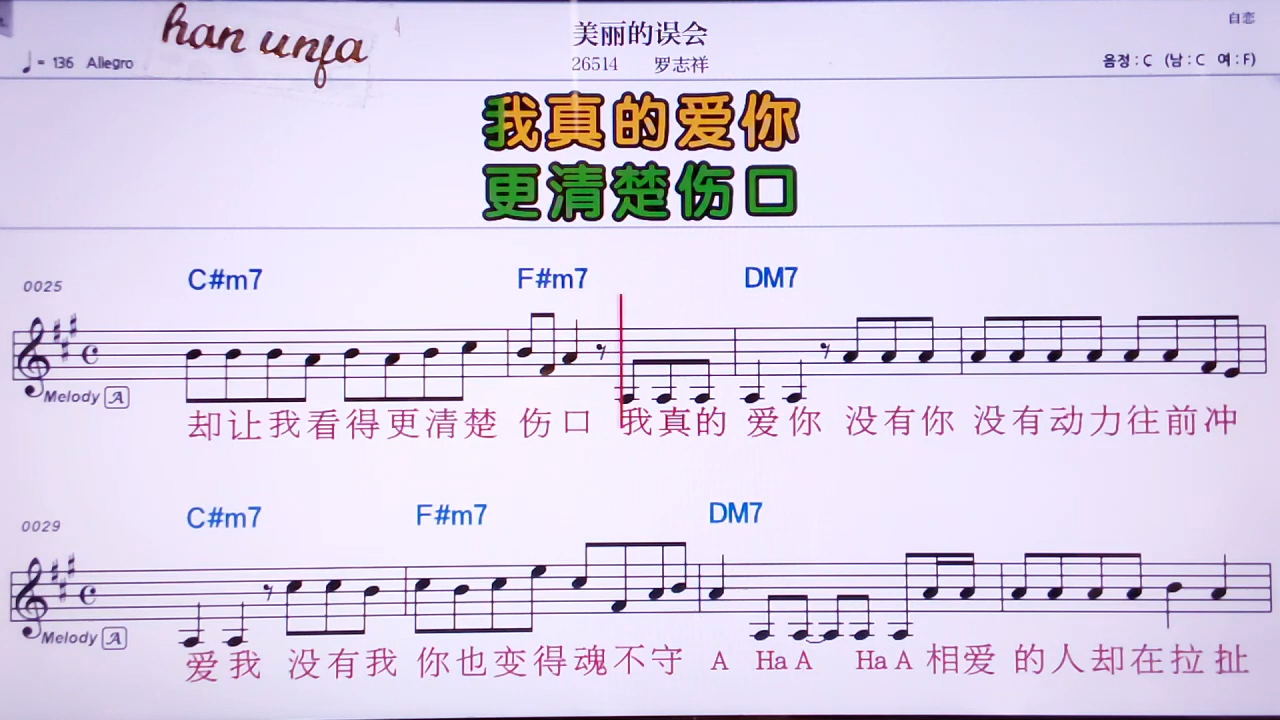 han unfa
美丽的误会
自恋
♩= 136 Allegro
26514 罗志祥
음정 : C (남 : C 여 : F)
我真的爱你
更清楚伤口
0025
C#m7 F#m7 DM7
Melody A
却让我看得更清楚 伤口 我真的 爱你 没有你 没有动力往前冲
0029
C#m7 F#m7 DM7
Melody A
爱我 没有我 你也变得魂不守 A Ha A Ha A 相爱 的人却在拉扯